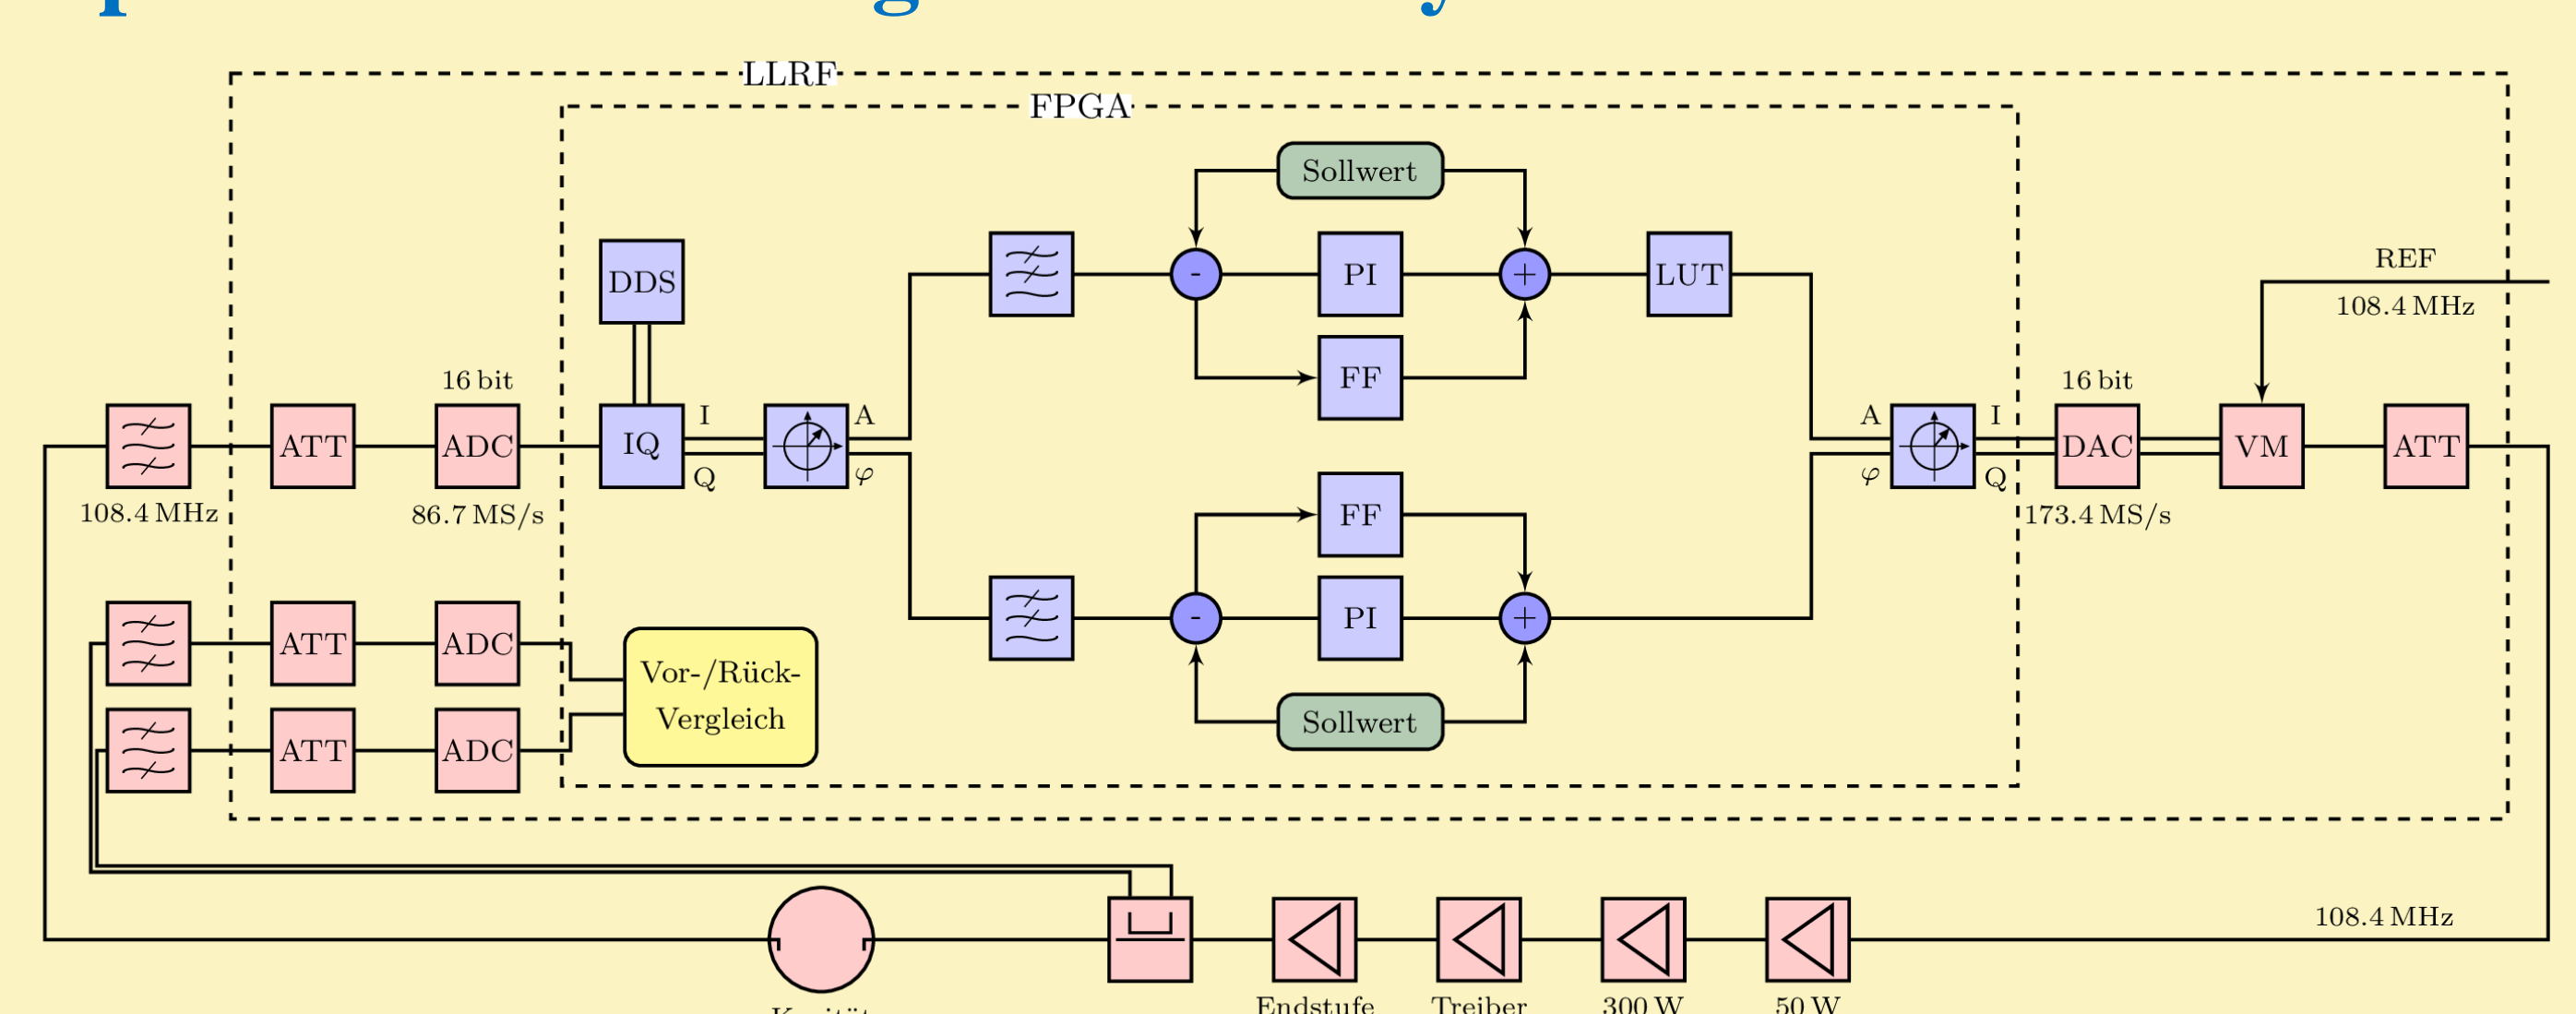 LLRF
FPGA
Sollwert
DDS
PI
LUT
REF
108.4 MHz
FF
16 bit
16 bit
ATT
ADC
IQ
I
Q
A
φ
A
φ
I
Q
DAC
VM
ATT
108.4 MHz
86.7 MS/s
173.4 MS/s
FF
PI
-
+
-
+
ATT
ADC
Vor-/Rück-
Vergleich
ATT
ADC
Sollwert
108.4 MHz
Endstufe
Treiber
300 W
50 W